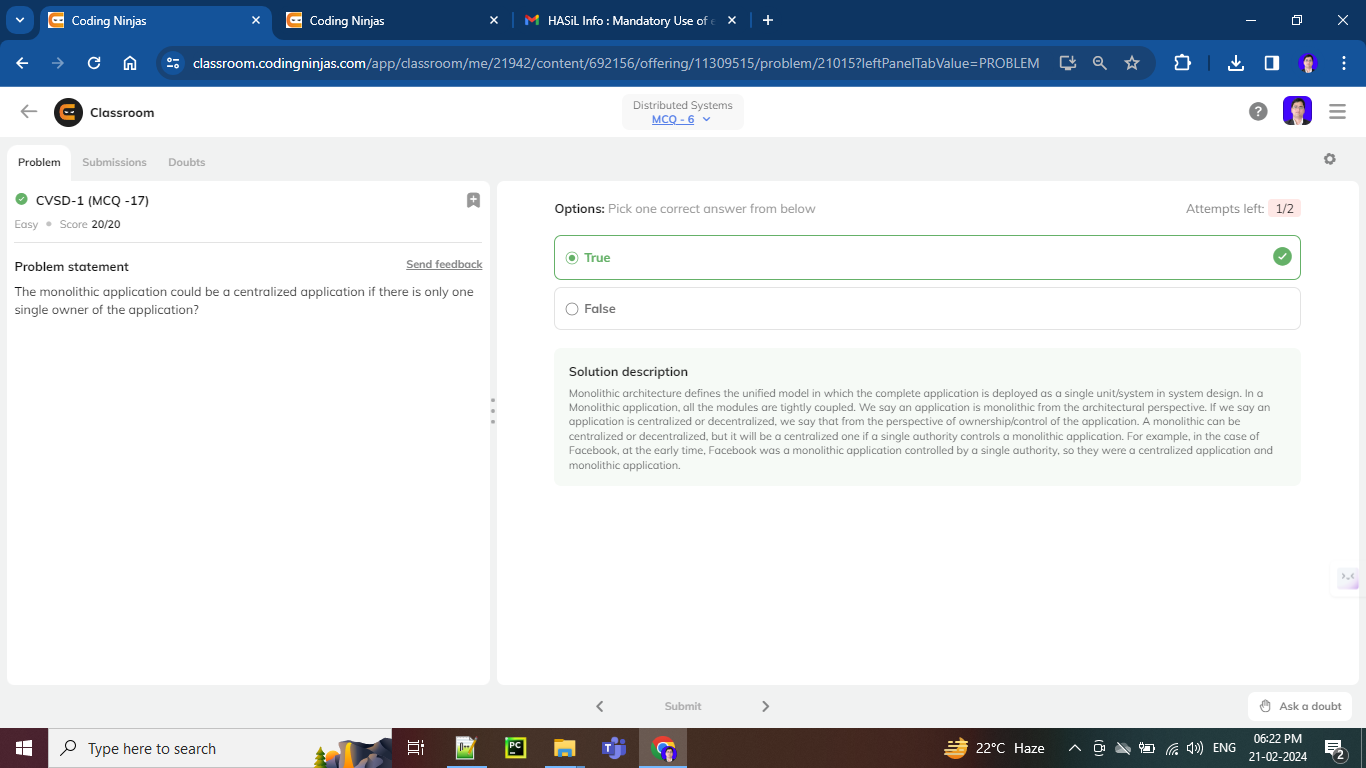 Coding Ninjas
Coding Ninjas
HASiL Info : Mandatory Use of e
classroom.codingninjas.com/app/classroom/me/21942/content/692156/offering/11309515/problem/21015?leftPanelTabValue=PROBLEM
Classroom
Distributed Systems
MCQ - 6
Problem
Submissions
Doubts
CVSD-1 (MCQ -17)
Easy
Score 20/20
Problem statement
Send feedback
The monolithic application could be a centralized application if there is only one
single owner of the application?
Options: Pick one correct answer from below
Attempts left: 1/2
True
False
Solution description
Monolithic architecture defines the unified model in which the complete application is deployed as a single unit/system in system design. In a
Monolithic application, all the modules are tightly coupled. We say an application is monolithic from the architectural perspective. If we say an
application is centralized or decentralized, we say that from the perspective of ownership/control of the application. A monolithic can be
centralized or decentralized, but it will be a centralized one if a single authority controls a monolithic application. For example, in the case of
Facebook, at the early time, Facebook was a monolithic application controlled by a single authority, so they were a centralized application and
monolithic application.
Submit
Ask a doubt
Type here to search
PC
22°C Haze
ENG
06:22 PM
21-02-2024
2